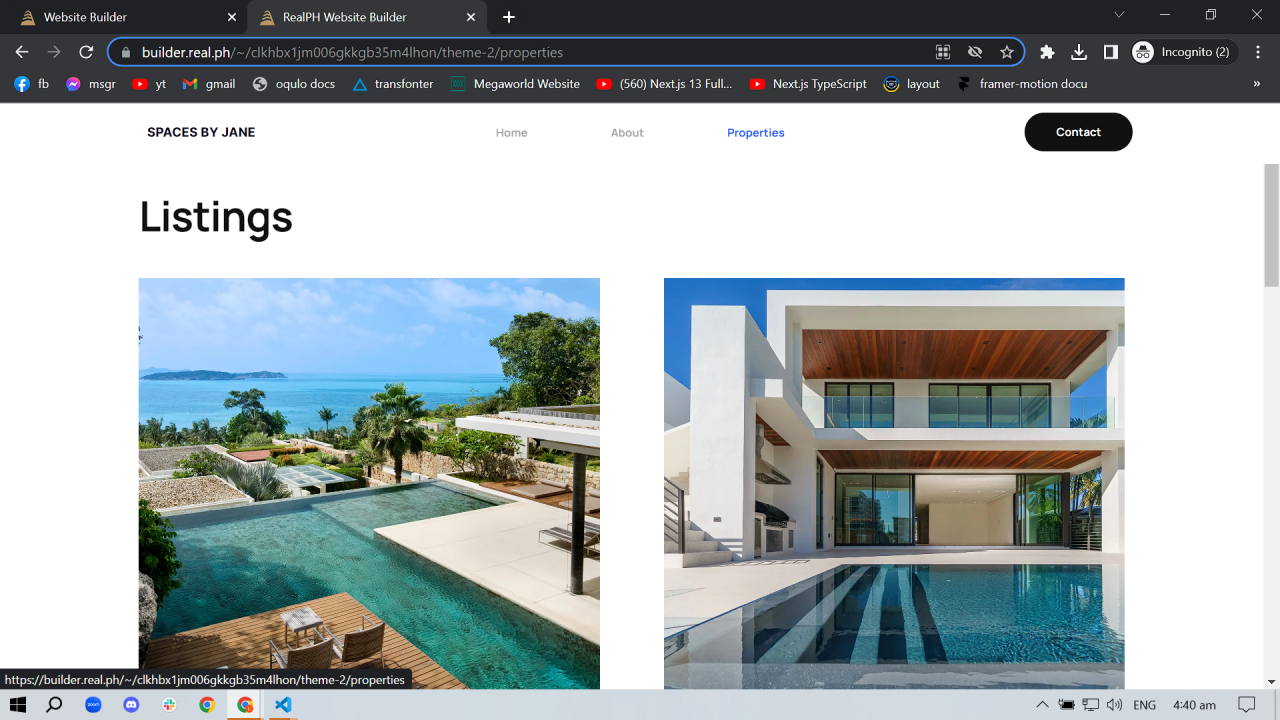 Website Builder
RealPH Website Builder
builder.real.ph/~/clkhbx1jm006gkkgb35m4lhon/theme-2/properties
Incognito (2)
fb
msgr
yt
gmail
oqulo docs
transfonter
Megaworld Website
(560) Next.js 13 Full...
Next.js TypeScript
layout
framer-motion docu
»
SPACES BY JANE
Home
About
Properties
Contact
Listings
https://builder.real.ph/~/clkhbx1jm006gkkgb35m4lhon/theme-2/properties
zoom
ENG
4:40 am